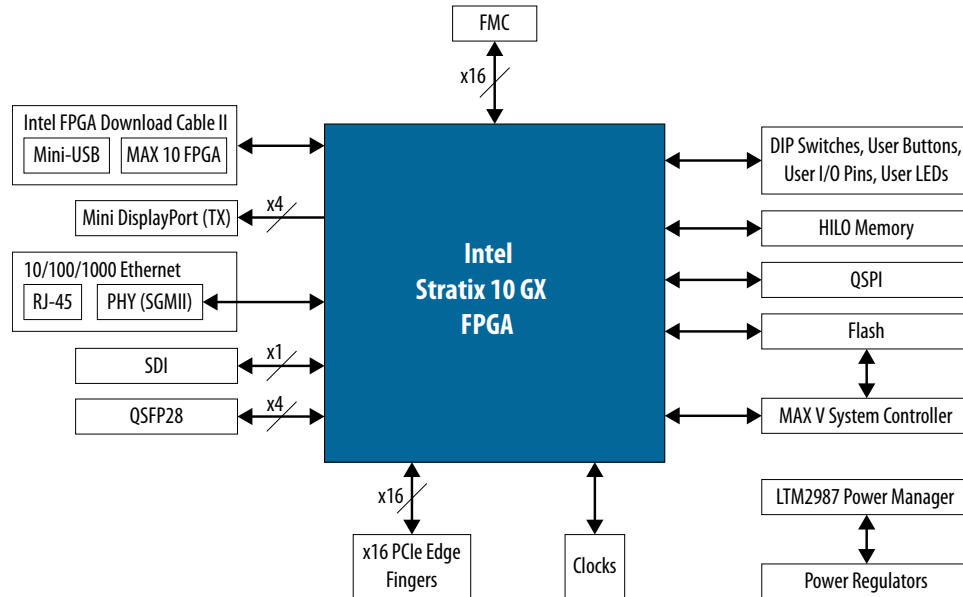 FMC
x16
Intel FPGA Download Cable II
Mini-USB
MAX 10 FPGA
Mini DisplayPort (TX)
x4
10/100/1000 Ethernet
RJ-45
PHY (SGMII)
SDI
x1
QSFP28
x4
Intel
Stratix 10 GX
FPGA
DIP Switches, User Buttons,
User I/O Pins, User LEDs
HILO Memory
QSPI
Flash
MAX V System Controller
LTM2987 Power Manager
Power Regulators
x16
x16 PCIe Edge
Fingers
Clocks